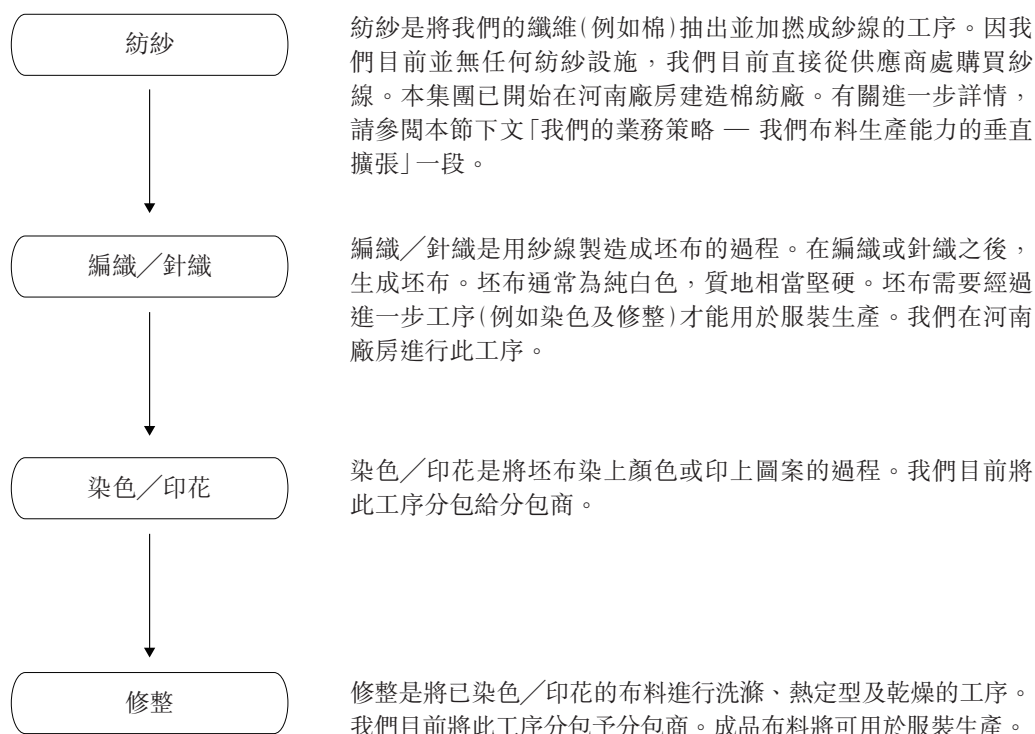 紡紗
紡紗是將我們的纖維(例如棉)抽出並加撚成紗線的工序。因我
們目前並無任何紡紗設施，我們目前直接從供應商處購買紗
線。本集團已開始在河南廠房建造棉紡廠。有關進一步詳情，
請參閱本節下文「我們的業務策略 — 我們布料生產能力的垂直
擴張」一段。
編織╱針織
編織╱針織是用紗線製造成坯布的過程。在編織或針織之後，
生成坯布。坯布通常為純白色，質地相當堅硬。坯布需要經過
進一步工序(例如染色及修整)才能用於服裝生產。我們在河南
廠房進行此工序。
染色╱印花
染色╱印花是將坯布染上顏色或印上圖案的過程。我們目前將
此工序分包給分包商。
修整
修整是將已染色╱印花的布料進行洗滌、熱定型及乾燥的工序。
我們目前將此工序分包予分包商。成品布料將可用於服裝生產。